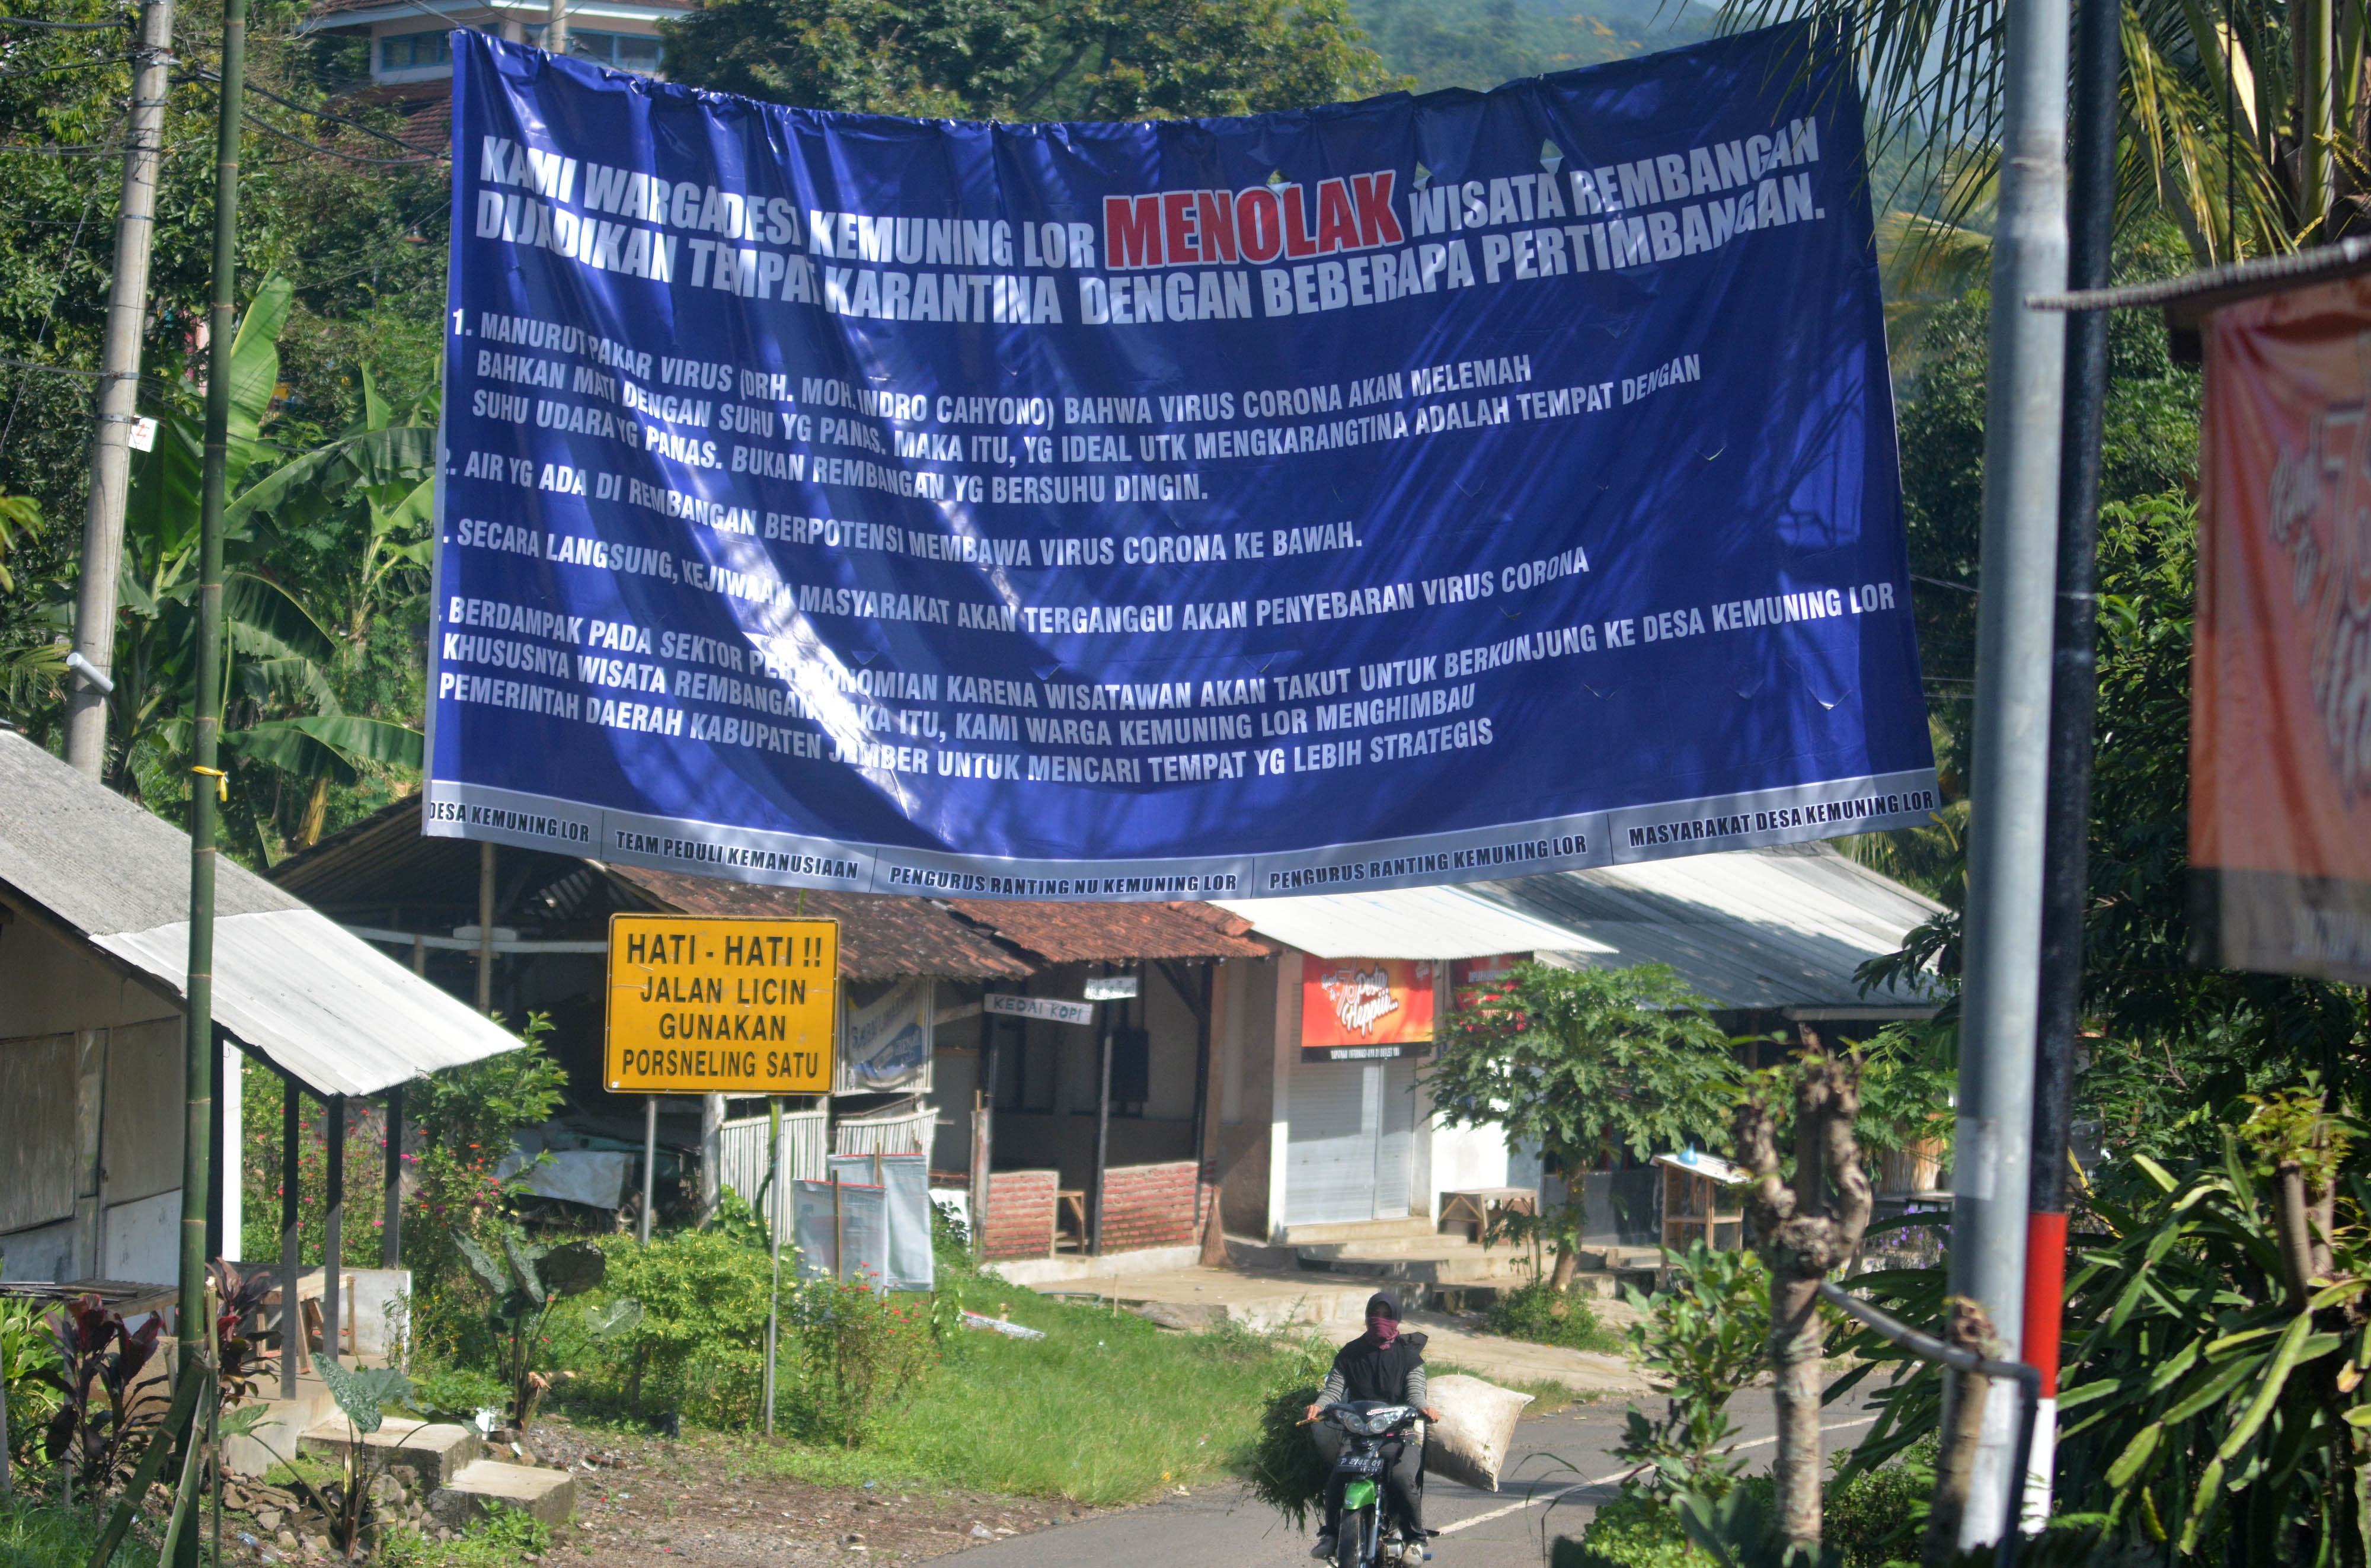 KAMI WARGA DESA KEMUNING LOR MENOLAK WISATA REMBANGAN
DIJADIKAN TEMPAT KARANTINA DENGAN BEBERAPA PERTIMBANGAN.
1. MANURUT PAKAR VIRUS (DRH. MOH.INDRO CAHYONO) BAHWA VIRUS CORONA AKAN MELEMAH
BAHKAN MATI DENGAN SUHU YG PANAS. MAKA ITU, YG IDEAL UTK MENGKARANGTINA ADALAH TEMPAT DENGAN
SUHU UDARA YG PANAS. BUKAN REMBANGAN YG BERSUHU DINGIN.
. AIR YG ADA DI REMBANGAN BERPOTENSI MEMBAWA VIRUS CORONA KE BAWAH.
. SECARA LANGSUNG, KEJIWAAN MASYARAKAT AKAN TERGANGGU AKAN PENYEBARAN VIRUS CORONA
. BERDAMPAK PADA SEKTOR PEREKONOMIAN KARENA WISATAWAN AKAN TAKUT UNTUK BERKUNJUNG KE DESA KEMUNING LOR
KHUSUSNYA WISATA REMBANGAN MAKA ITU, KAMI WARGA KEMUNING LOR MENGHIMBAU
PEMERINTAH DAERAH KABUPATEN JEMBER UNTUK MENCARI TEMPAT YG LEBIH STRATEGIS
DESA KEMUNING LOR
TEAM PEDULI KEMANUSIAAN
PENGURUS RANTING NU KEMUNING LOR
PENGURUS RANTING KEMUNING LOR
MASYARAKAT DESA KEMUNING LOR
HATI - HATI !!
JALAN LICIN
GUNAKAN
PORSNELING SATU
KEDAI KOPI
75
Pesta
Heppiii...